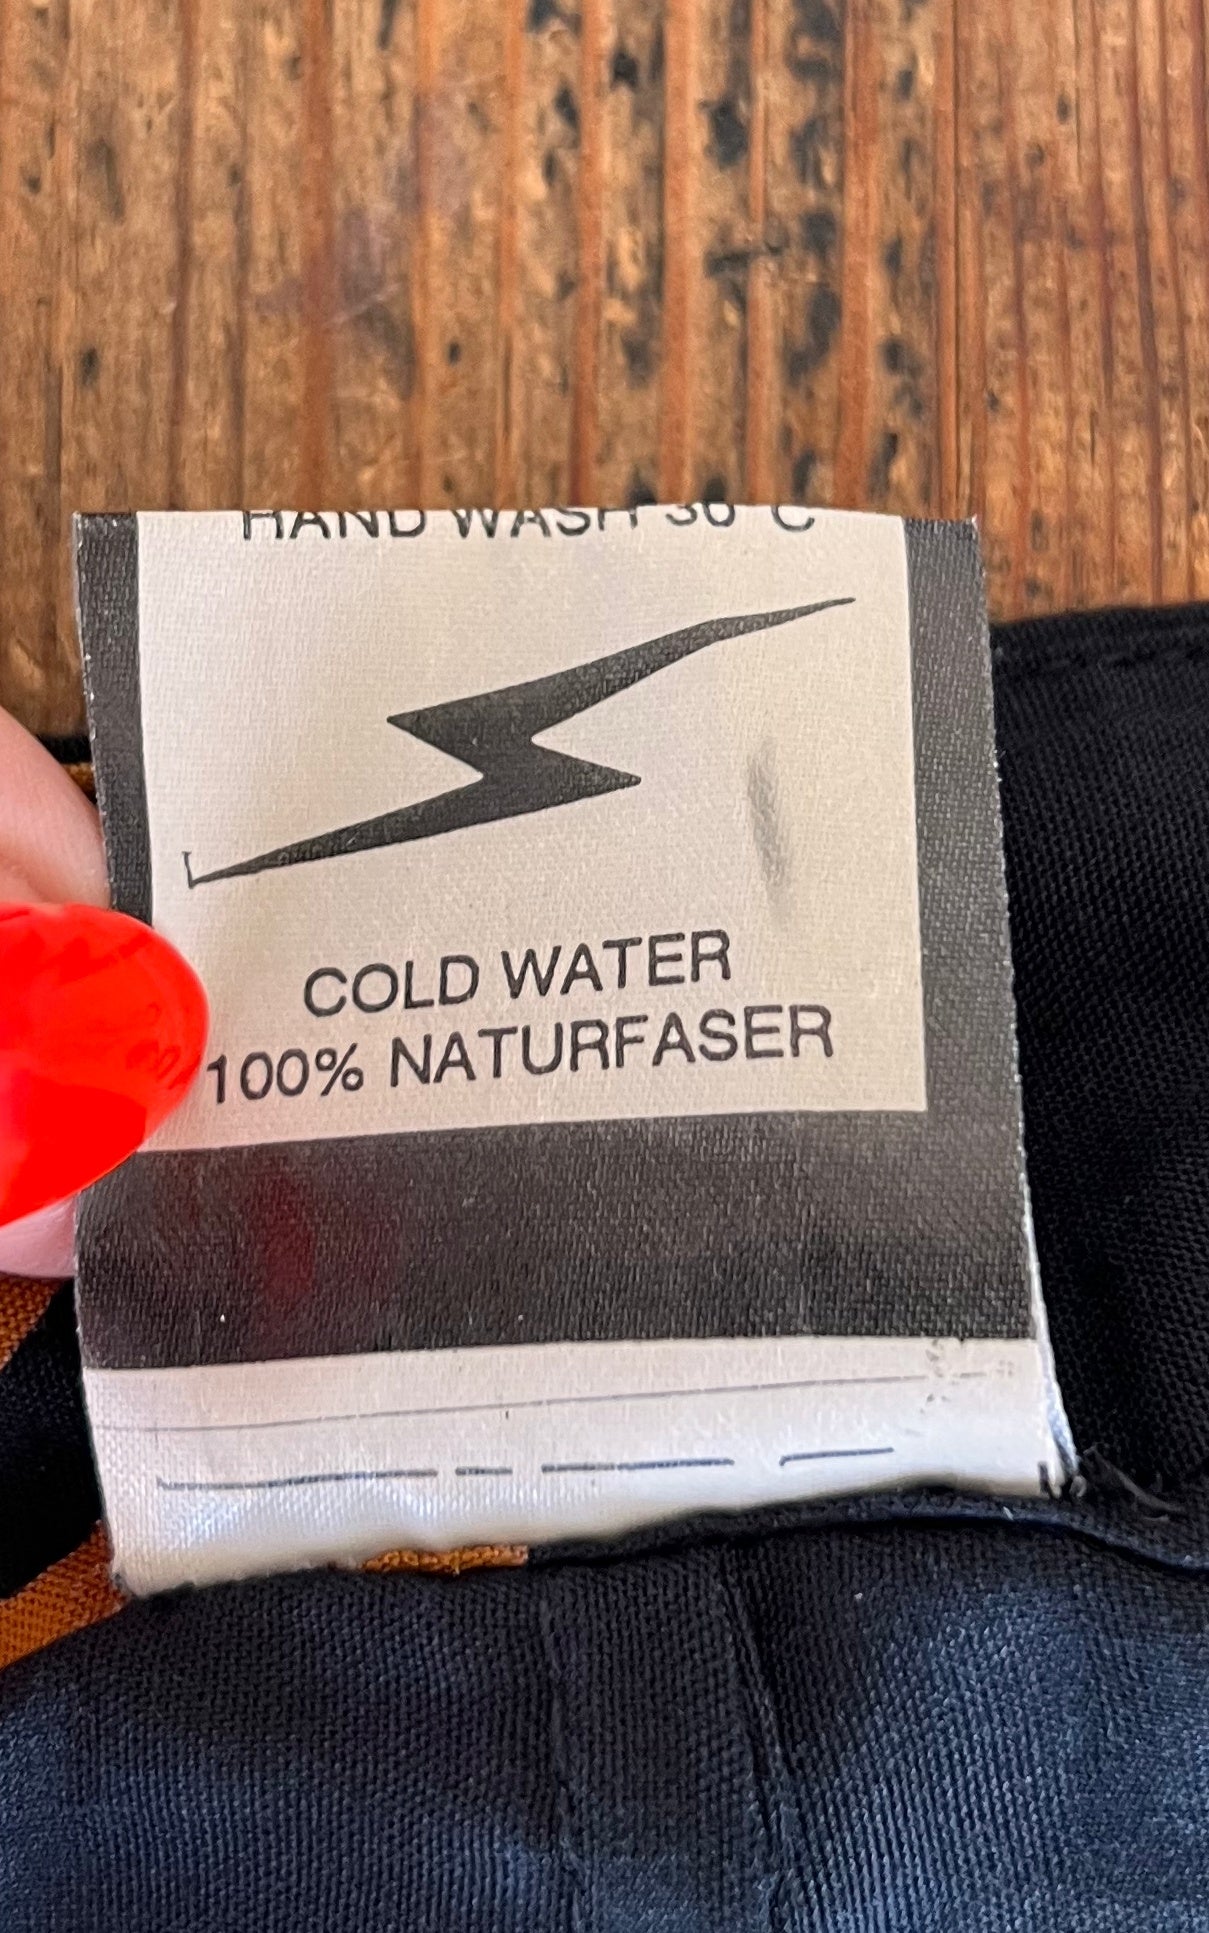 HAND WASH 30°C
COLD WATER
100% NATURFASER